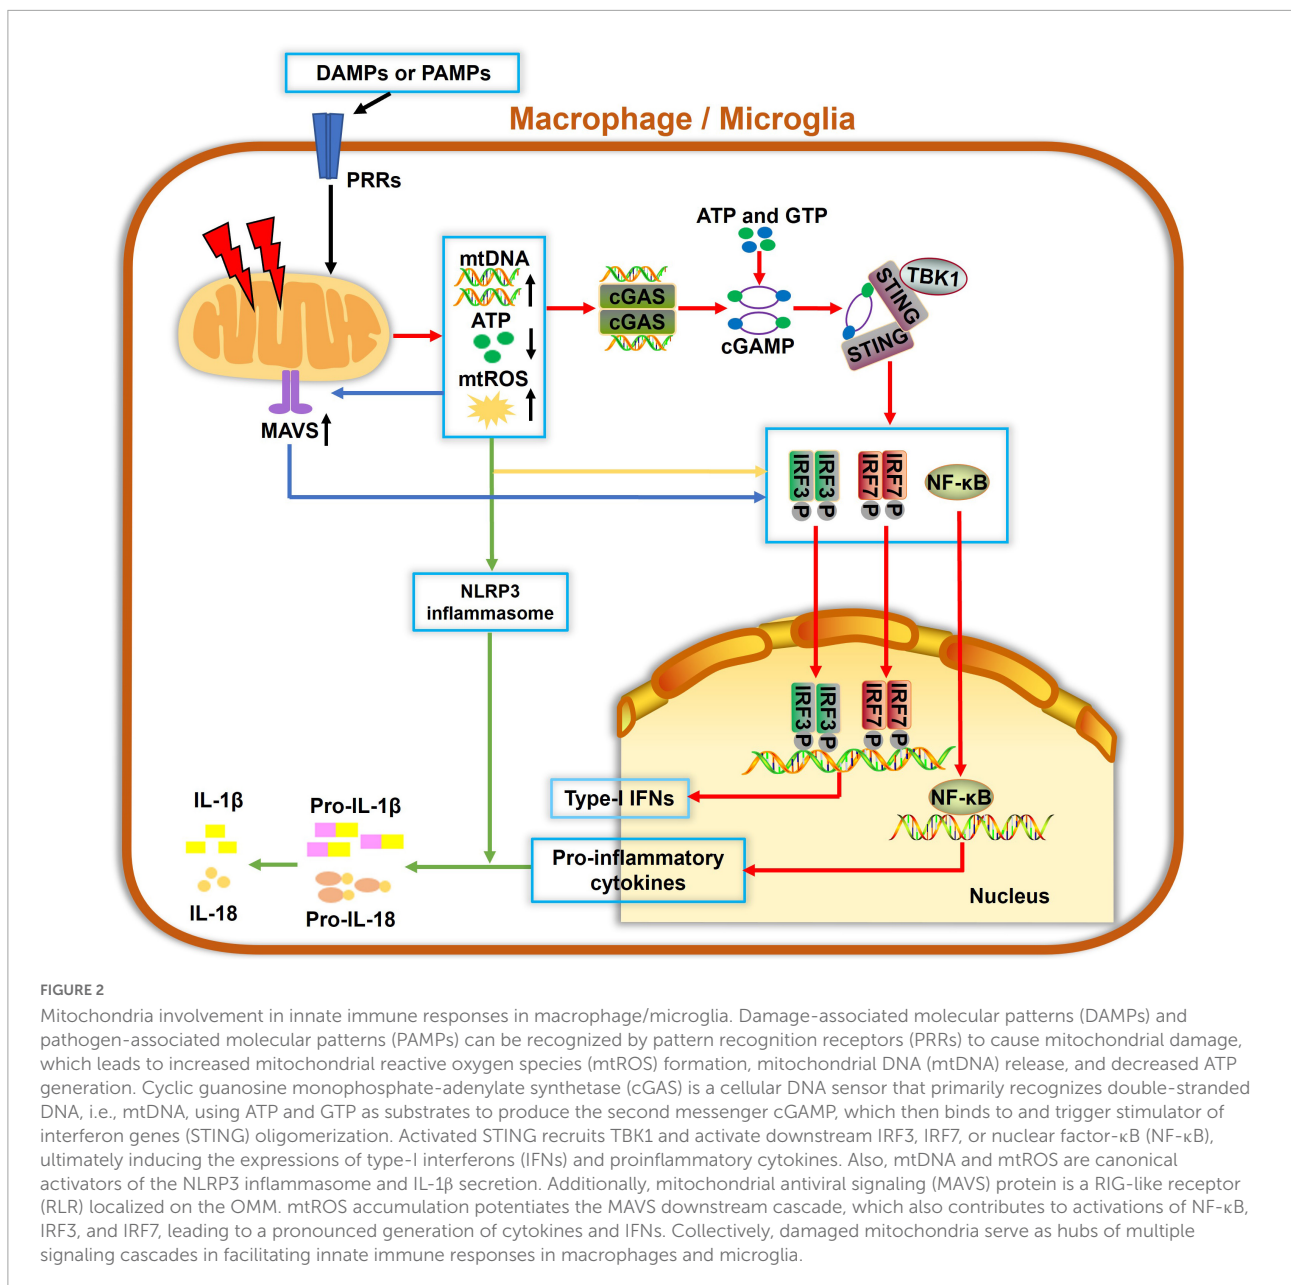 DAMPs or PAMPs
Macrophage / Microglia
PRRs
ATP and GTP
mtDNA
TBK1
STING
cGAS
cGAS
ATP
cGAMP
STING
mtROS
MAVS
IRF3
IRF3
IRF7
IRF7
NF-κB
P
P
P
P
NLRP3
inflammasome
IRF3
IRF3
IRF7
IRF7
P
P
P
P
Type-I IFNs
NF-κB
IL-1β
Pro-IL-1β
Pro-inflammatory
cytokines
Nucleus
IL-18
Pro-IL-18
FIGURE 2
Mitochondria involvement in innate immune responses in macrophage/microglia. Damage-associated molecular patterns (DAMPs) and
pathogen-associated molecular patterns (PAMPs) can be recognized by pattern recognition receptors (PRRs) to cause mitochondrial damage,
which leads to increased mitochondrial reactive oxygen species (mtROS) formation, mitochondrial DNA (mtDNA) release, and decreased ATP
generation. Cyclic guanosine monophosphate-adenylate synthetase (cGAS) is a cellular DNA sensor that primarily recognizes double-stranded
DNA, i.e., mtDNA, using ATP and GTP as substrates to produce the second messenger cGAMP, which then binds to and trigger stimulator of
interferon genes (STING) oligomerization. Activated STING recruits TBK1 and activate downstream IRF3, IRF7, or nuclear factor-κB (NF-κB),
ultimately inducing the expressions of type-I interferons (IFNs) and proinflammatory cytokines. Also, mtDNA and mtROS are canonical
activators of the NLRP3 inflammasome and IL-1β secretion. Additionally, mitochondrial antiviral signaling (MAVS) protein is a RIG-like receptor
(RLR) localized on the OMM. mtROS accumulation potentiates the MAVS downstream cascade, which also contributes to activations of NF-κB,
IRF3, and IRF7, leading to a pronounced generation of cytokines and IFNs. Collectively, damaged mitochondria serve as hubs of multiple
signaling cascades in facilitating innate immune responses in macrophages and microglia.